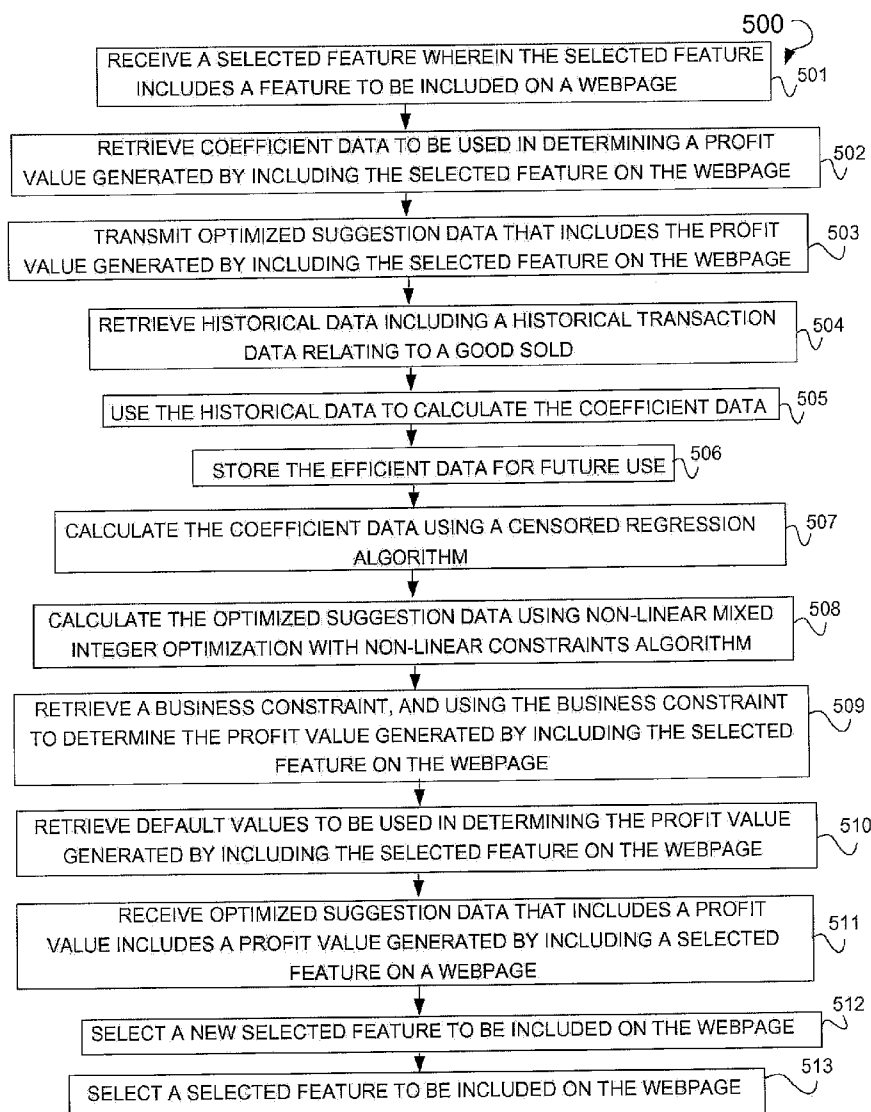 500
RECEIVE A SELECTED FEATURE WHEREIN THE SELECTED FEATURE
INCLUDES A FEATURE TO BE INCLUDED ON A WEBPAGE
501
RETRIEVE COEFFICIENT DATA TO BE USED IN DETERMINING A PROFIT
VALUE GENERATED BY INCLUDING THE SELECTED FEATURE ON THE WEBPAGE
502
TRANSMIT OPTIMIZED SUGGESTION DATA THAT INCLUDES THE PROFIT
VALUE GENERATED BY INCLUDING THE SELECTED FEATURE ON THE WEBPAGE
503
RETRIEVE HISTORICAL DATA INCLUDING A HISTORICAL TRANSACTION
DATA RELATING TO A GOOD SOLD
504
USE THE HISTORICAL DATA TO CALCULATE THE COEFFICIENT DATA
505
STORE THE EFFICIENT DATA FOR FUTURE USE
506
CALCULATE THE COEFFICIENT DATA USING A CENSORED REGRESSION
ALGORITHM
507
CALCULATE THE OPTIMIZED SUGGESTION DATA USING NON-LINEAR MIXED
INTEGER OPTIMIZATION WITH NON-LINEAR CONSTRAINTS ALGORITHM
508
RETRIEVE A BUSINESS CONSTRAINT, AND USING THE BUSINESS CONSTRAINT
TO DETERMINE THE PROFIT VALUE GENERATED BY INCLUDING THE SELECTED
FEATURE ON THE WEBPAGE
509
RETRIEVE DEFAULT VALUES TO BE USED IN DETERMINING THE PROFIT VALUE
GENERATED BY INCLUDING THE SELECTED FEATURE ON THE WEBPAGE
510
RECEIVE OPTIMIZED SUGGESTION DATA THAT INCLUDES A PROFIT
VALUE INCLUDES A PROFIT VALUE GENERATED BY INCLUDING A SELECTED
FEATURE ON A WEBPAGE
511
SELECT A NEW SELECTED FEATURE TO BE INCLUDED ON THE WEBPAGE
512
SELECT A SELECTED FEATURE TO BE INCLUDED ON THE WEBPAGE
513